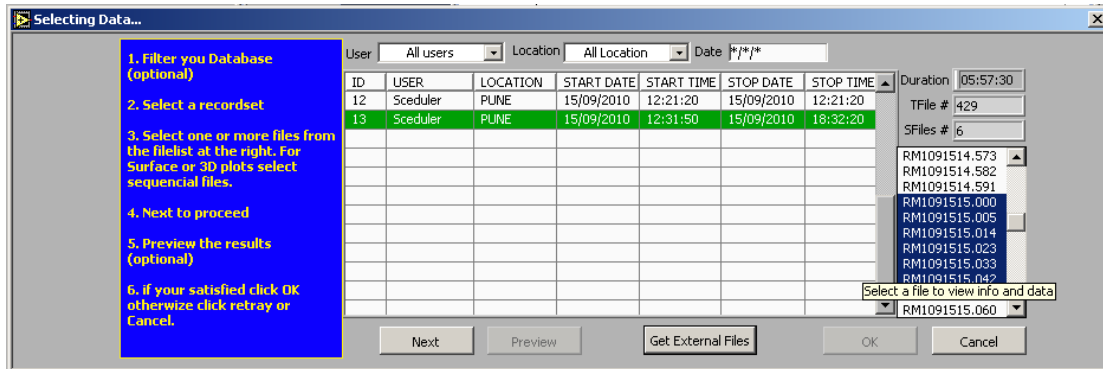 Selecting Data...
1. Filter you Database
(optional)
2. Select a recordset
3. Select one or more files from
the filelist at the right. For
Surface or 3D plots select
sequencial files.
4. Next to proceed
5. Preview the results
(optional)
6. if your satisfied click OK
otherwize click retray or
Cancel.
User All users Location All Location Date */*/*
ID USER LOCATION START DATE START TIME STOP DATE STOP TIME
12 Sceduler PUNE 15/09/2010 12:21:20 15/09/2010 12:21:20
13 Sceduler PUNE 15/09/2010 12:31:50 15/09/2010 18:32:20
Duration 05:57:30
TFile # 429
SFiles # 6
RM1091514.573
RM1091514.582
RM1091514.591
RM1091515.000
RM1091515.005
RM1091515.014
RM1091515.023
RM1091515.033
RM1091515.042
Select a file to view info and data
RM1091515.060
Next Preview Get External Files OK Cancel